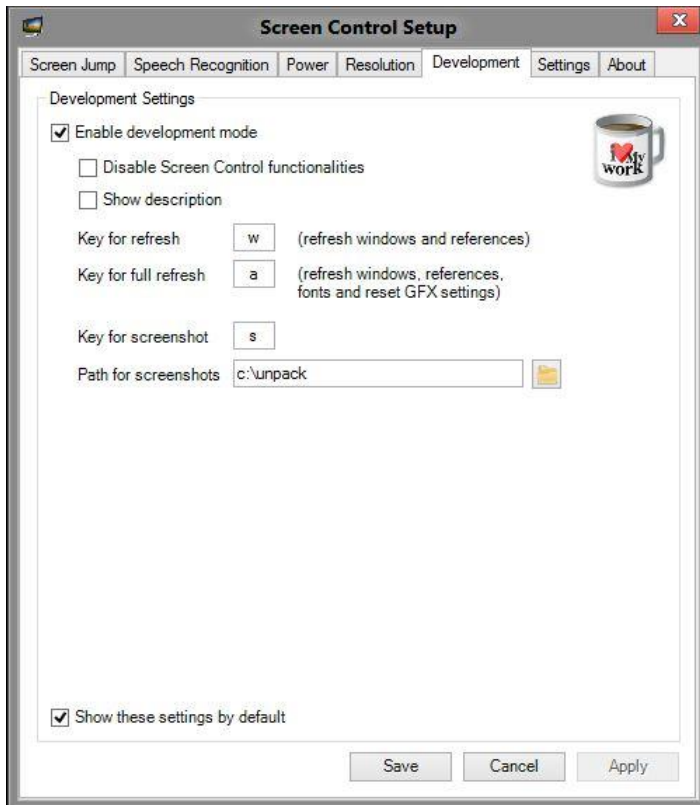 Screen Control Setup
x
Screen Jump Speech Recognition Power Resolution Development Settings About
Development Settings
Enable development mode
Disable Screen Control functionalities
Show description
Key for refresh w (refresh windows and references)
Key for full refresh a (refresh windows, references,
fonts and reset GFX settings)
Key for screenshot s
Path for screenshots c:\unpack
Show these settings by default
Save Cancel Apply
I My
work